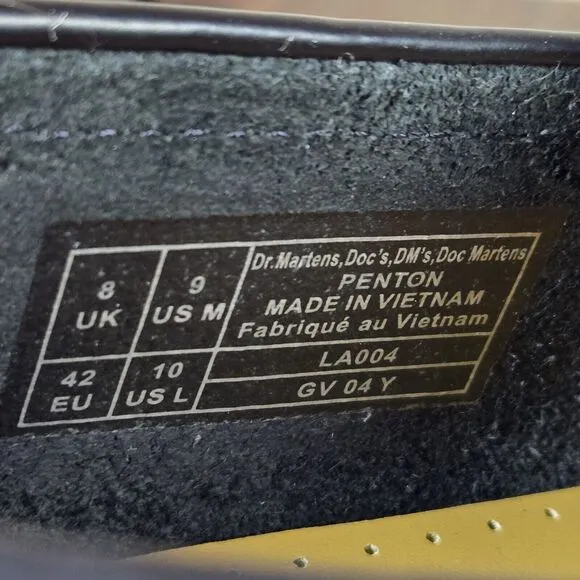 8
UK
9
US M
42
EU
10
US L
Dr.Martens,Doc's,DM's,Doc Martens
PENTON
MADE IN VIETNAM
Fabriqué au Vietnam
LA004
GV 04 Y